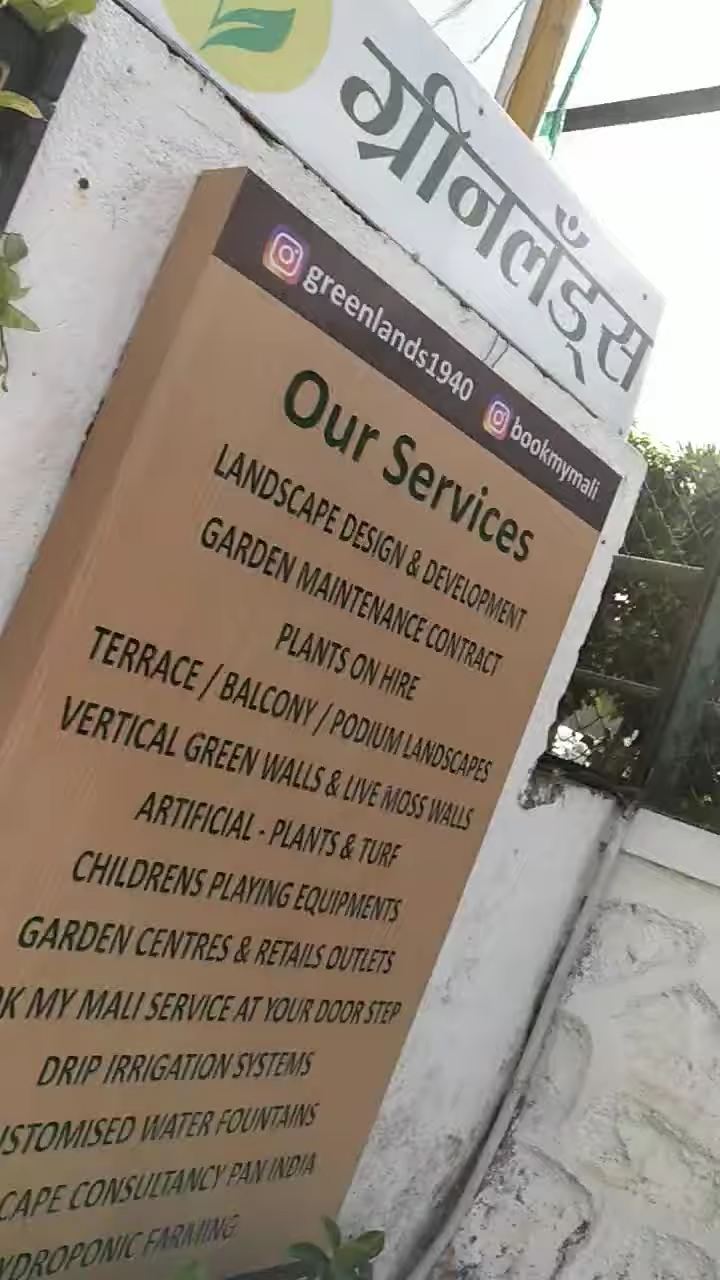 ग्रीनलँड्स
greenlands1940 bookmymali
Our Services
LANDSCAPE DESIGN & DEVELOPMENT
GARDEN MAINTENANCE CONTRACT
PLANTS ON HIRE
TERRACE / BALCONY / PODIUM LANDSCAPES
VERTICAL GREEN WALLS & LIVE MOSS WALLS
ARTIFICIAL - PLANTS & TURF
CHILDRENS PLAYING EQUIPMENTS
GARDEN CENTRES & RETAILS OUTLETS
MY MALI SERVICE AT YOUR DOOR STEP
DRIP IRRIGATION SYSTEMS
WATER FOUNTAINS
CONSULTANCY PAN INDIA
FARMING